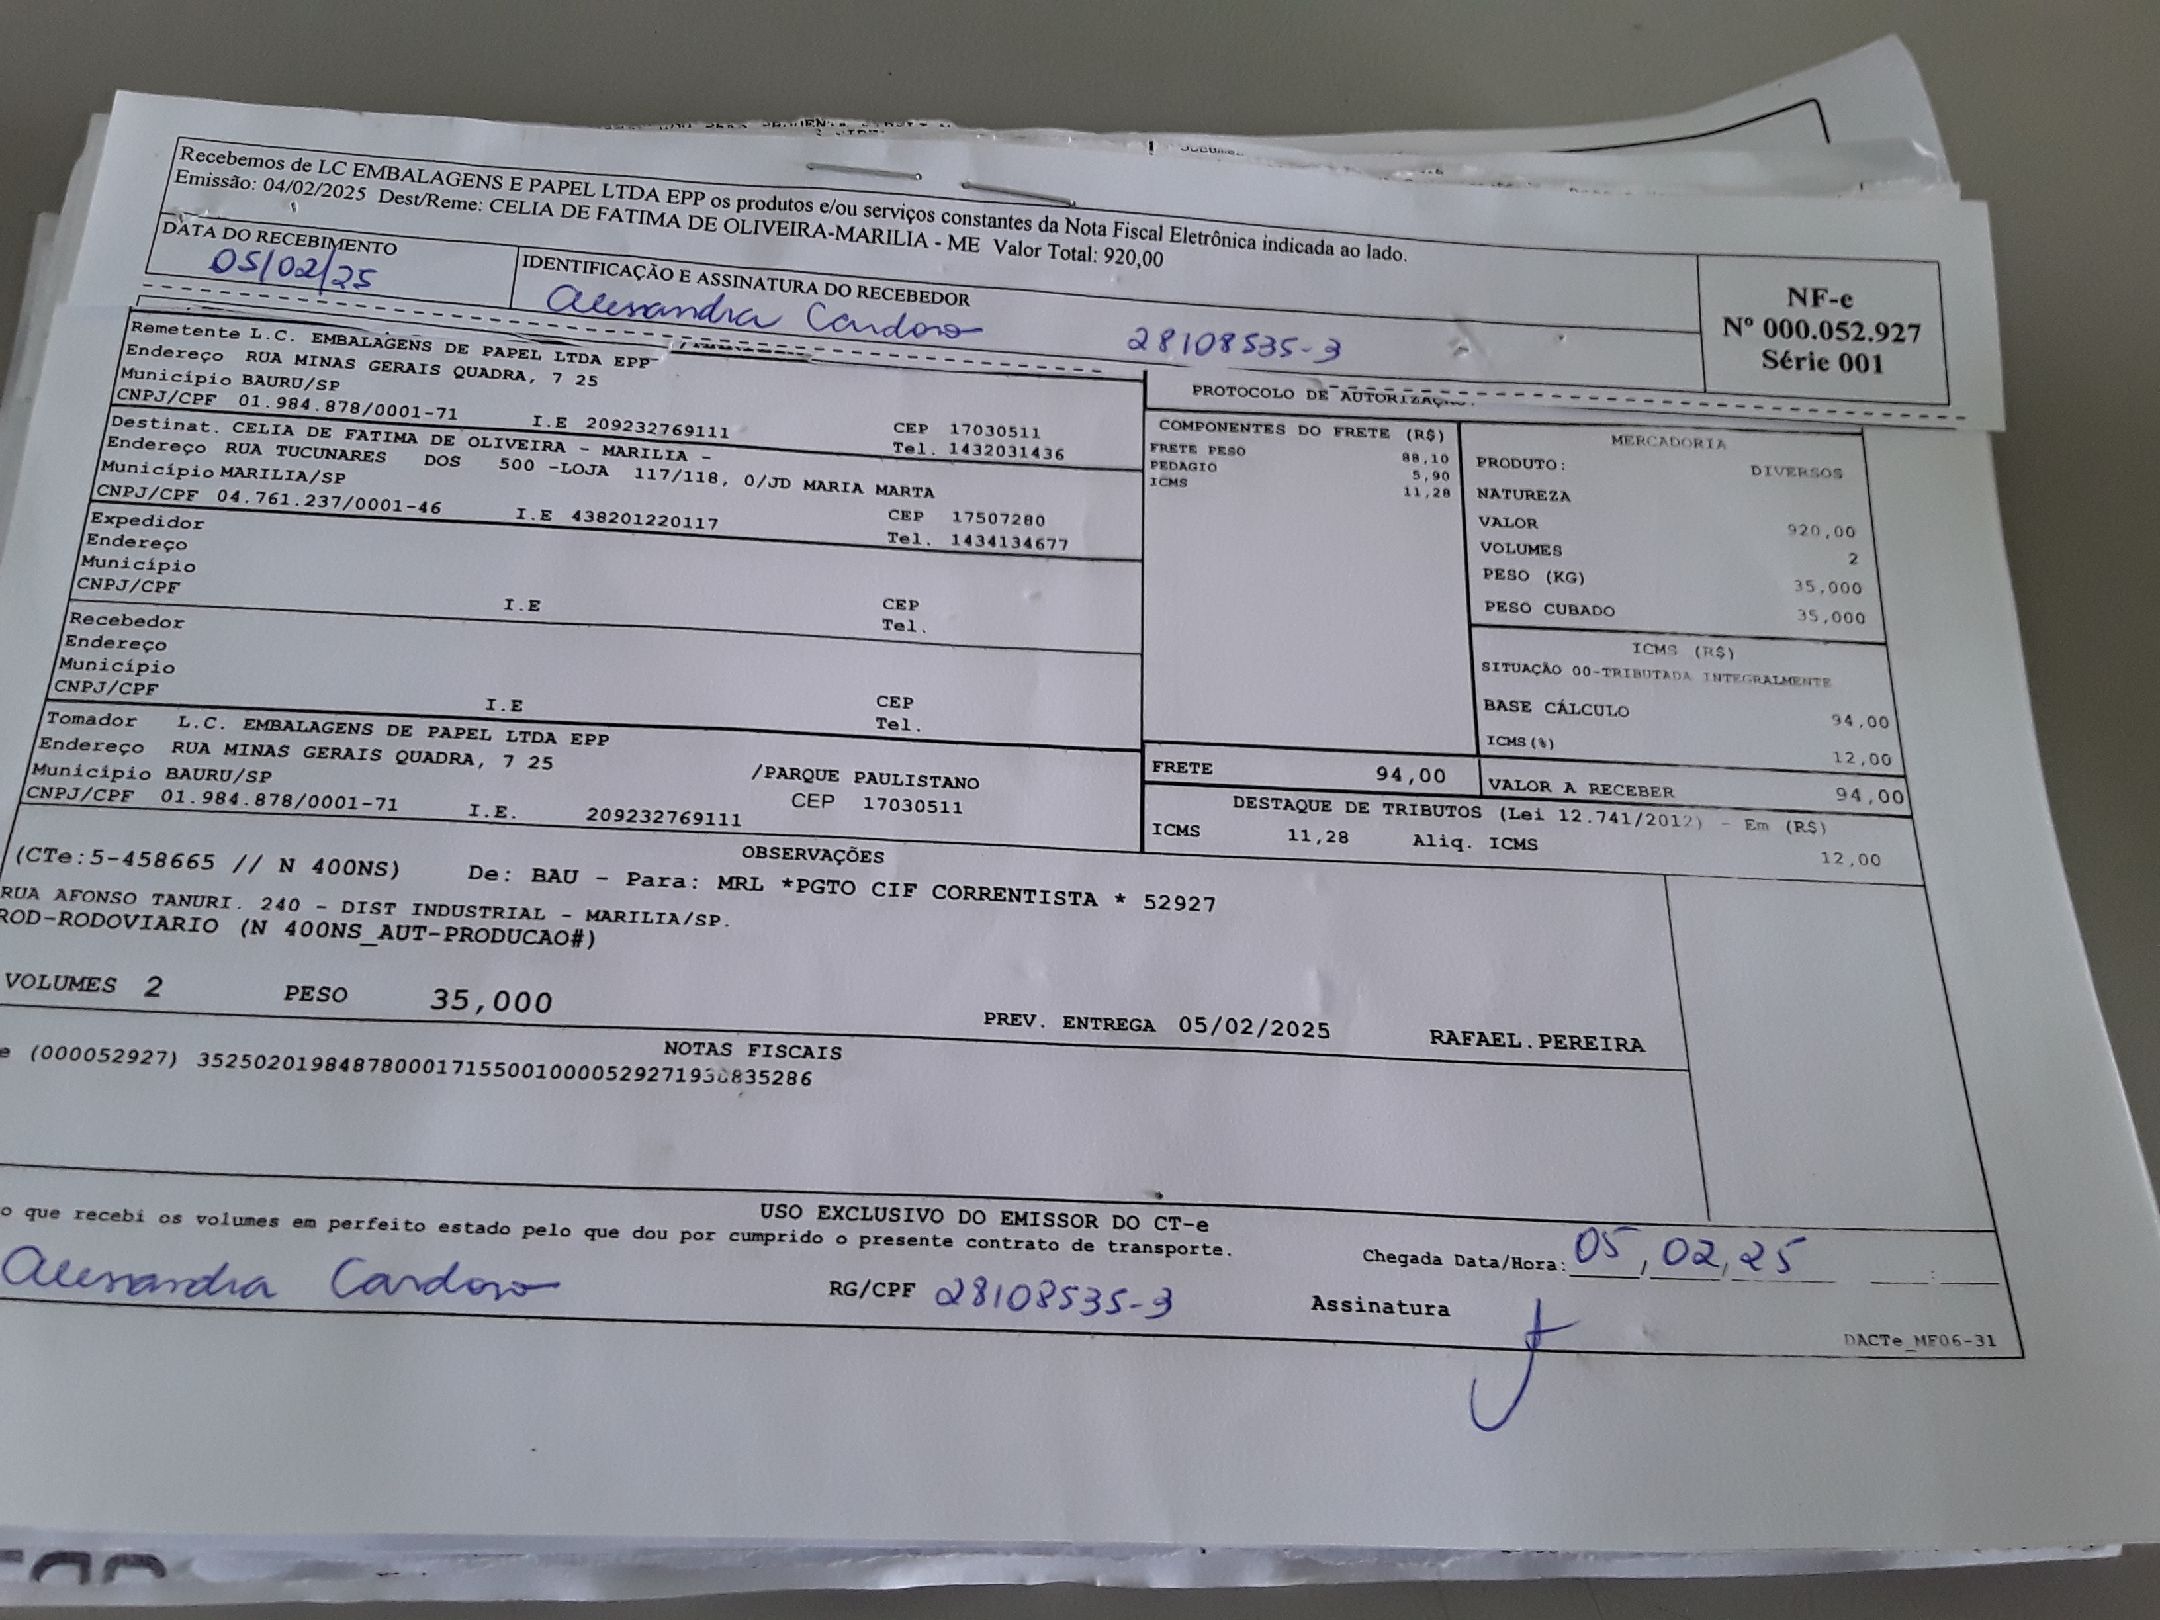 Recebemos de LC EMBALAGENS E PAPEL LTDA EPP os produtos e/ou serviços constantes da Nota Fiscal Eletrônica indicada ao lado.
Emissão: 04/02/2025 Dest/Reme: CELIA DE FATIMA DE OLIVEIRA-MARILIA - ME Valor Total: 920,00
DATA DO RECEBIMENTO
05/02/25
IDENTIFICAÇÃO E ASSINATURA DO RECEBEDOR
Alessandra Cardoso 28108535-3
NF-e
Nº 000.052.927
Série 001
Remetente L.C. EMBALAGENS DE PAPEL LTDA EPP
Endereço RUA MINAS GERAIS QUADRA, 7 25
Município BAURU/SP
CNPJ/CPF 01.984.878/0001-71 I.E 209232769111 CEP 17030511
Tel. 1432031436
Destinat. CELIA DE FATIMA DE OLIVEIRA - MARILIA -
Endereço RUA TUCUNARES DOS 500 -LOJA 117/118, 0/JD MARIA MARTA
Município MARILIA/SP
CNPJ/CPF 04.761.237/0001-46 I.E 438201220117 CEP 17507280
Tel. 1434134677
Expedidor
Endereço
Município
CNPJ/CPF I.E CEP
Tel.
Recebedor
Endereço
Município
CNPJ/CPF I.E CEP
Tel.
Tomador L.C. EMBALAGENS DE PAPEL LTDA EPP
Endereço RUA MINAS GERAIS QUADRA, 7 25 /PARQUE PAULISTANO
Município BAURU/SP CEP 17030511
CNPJ/CPF 01.984.878/0001-71 I.E. 209232769111
PROTOCOLO DE AUTORIZAÇ
COMPONENTES DO FRETE (R$)
FRETE PESO 88,10
PEDAGIO 5,90
ICMS 11,28
MERCADORIA
PRODUTO: DIVERSOS
NATUREZA
VALOR 920,00
VOLUMES 2
PESO (KG) 35,000
PESO CUBADO 35,000
ICMS (R$)
SITUAÇÃO 00-TRIBUTADA INTEGRALMENTE
BASE CÁLCULO 94,00
ICMS(%) 12,00
FRETE 94,00
VALOR A RECEBER 94,00
DESTAQUE DE TRIBUTOS (Lei 12.741/2012) - Em (R$)
ICMS 11,28 Aliq. ICMS 12,00
OBSERVAÇÕES
(CTe:5-458665 // N 400NS) De: BAU - Para: MRL *PGTO CIF CORRENTISTA * 52927
RUA AFONSO TANURI. 240 - DIST INDUSTRIAL - MARILIA/SP.
ROD-RODOVIARIO (N 400NS_AUT-PRODUCAO#)
VOLUMES 2 PESO 35,000
PREV. ENTREGA 05/02/2025 RAFAEL.PEREIRA
NOTAS FISCAIS
e (000052927)
USO EXCLUSIVO DO EMISSOR DO CT-e
o que recebi os volumes em perfeito estado pelo que dou por cumprido o presente contrato de transporte.
Chegada Data/Hora: 05,02,25 :
Alessandra Cardoso RG/CPF 28108535-3 Assinatura
DACTe_MF06-31